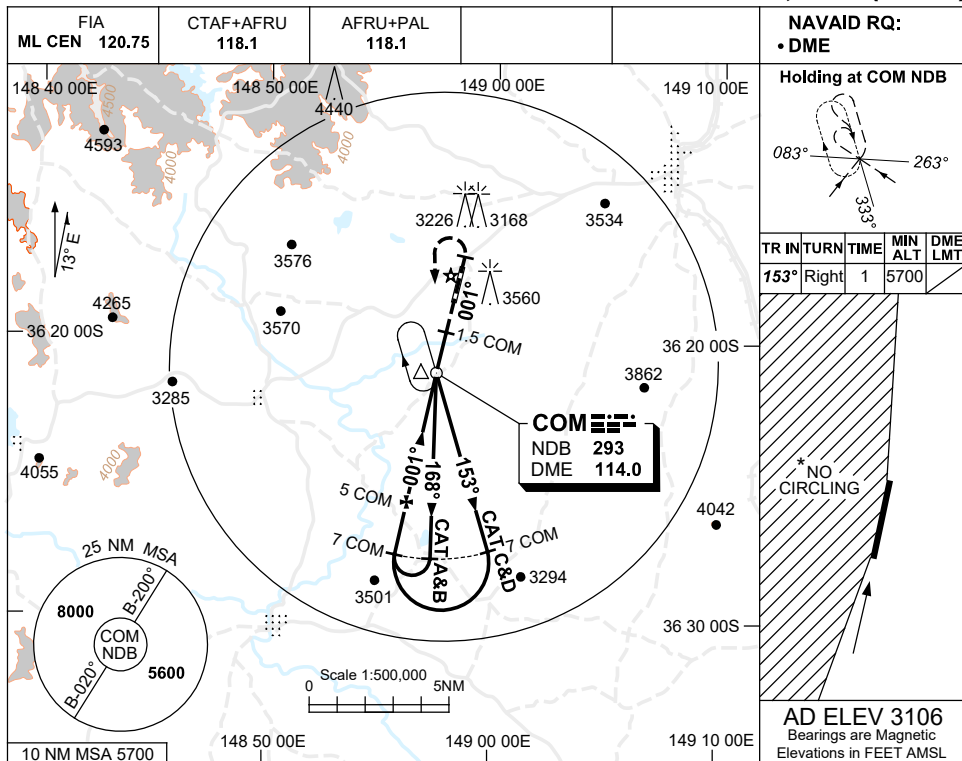 FIA
ML CEN 120.75
CTAF+AFRU
118.1
AFRU+PAL
118.1
NAVAID RQ:
• DME
Holding at COM NDB
083°
263°
333°
TR IN TURN TIME MIN ALT DME LMT
153° Right 1 5700
148 40 00E
148 50 00E
149 00 00E
149 10 00E
4500
4440
4593
4000
4000
3226
3168
3534
13° E
3576
001°
3560
4265
3570
36 20 00S
1.5 COM
36 20 00S
3285
3862
COM
NDB 293
DME 114.0
4055
4000
001°
168°
153°
5 COM
CAT A&B
CAT C&D
4042
7 COM
7 COM
3501
3294
*NO
CIRCLING
25 NM MSA
B-200°
8000
COM
NDB
5600
B-020°
36 30 00S
Scale 1:500,000
0 5NM
10 NM MSA 5700
148 50 00E
149 00 00E
149 10 00E
AD ELEV 3106
Bearings are Magnetic
Elevations in FEET AMSL